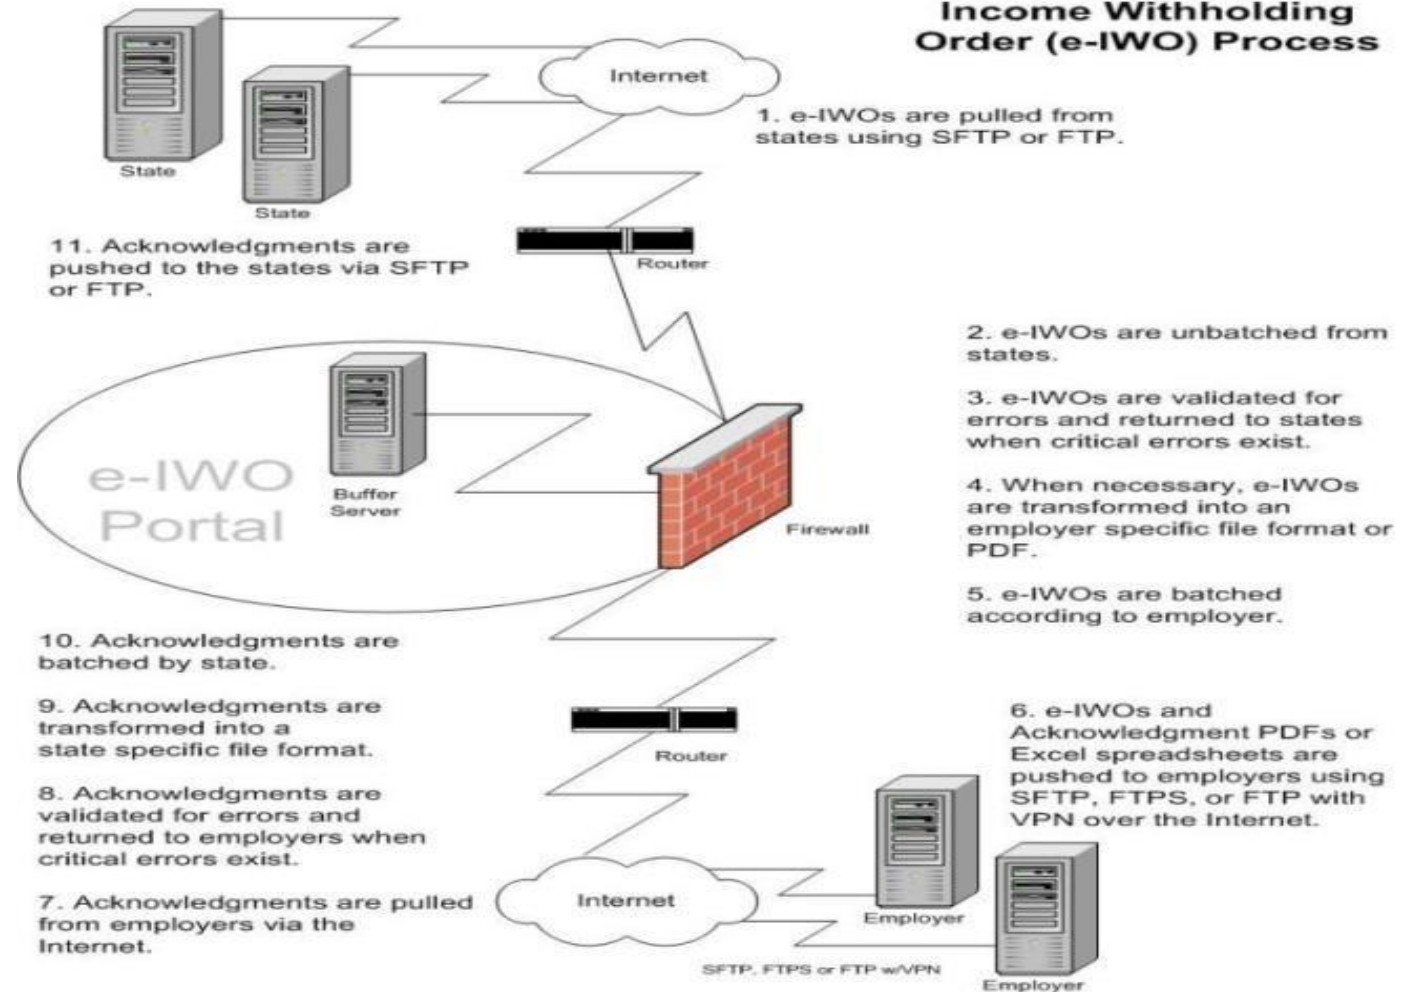 Income Withholding
Order (e-IWO) Process
Internet
1. e-IWOs are pulled from
states using SFTP or FTP.
State
State
11. Acknowledgments are
pushed to the states via SFTP
or FTP.
Router
2. e-IWOs are unbatched from
states.
3. e-IWOs are validated for
errors and returned to states
when critical errors exist.
4. When necessary, e-IWOs
are transformed into an
employer specific file format or
PDF.
5. e-IWOs are batched
according to employer.
e-IWO
Portal
Buffer
Server
Firewall
10. Acknowledgments are
batched by state.
9. Acknowledgments are
transformed into a
state specific file format.
8. Acknowledgments are
validated for errors and
returned to employers when
critical errors exist.
7. Acknowledgments are pulled
from employers via the
Internet.
Router
6. e-IWOs and
Acknowledgment PDFs or
Excel spreadsheets are
pushed to employers using
SFTP, FTPS, or FTP with
VPN over the Internet.
Internet
Employer
SFTP, FTPS or FTP w/VPN
Employer